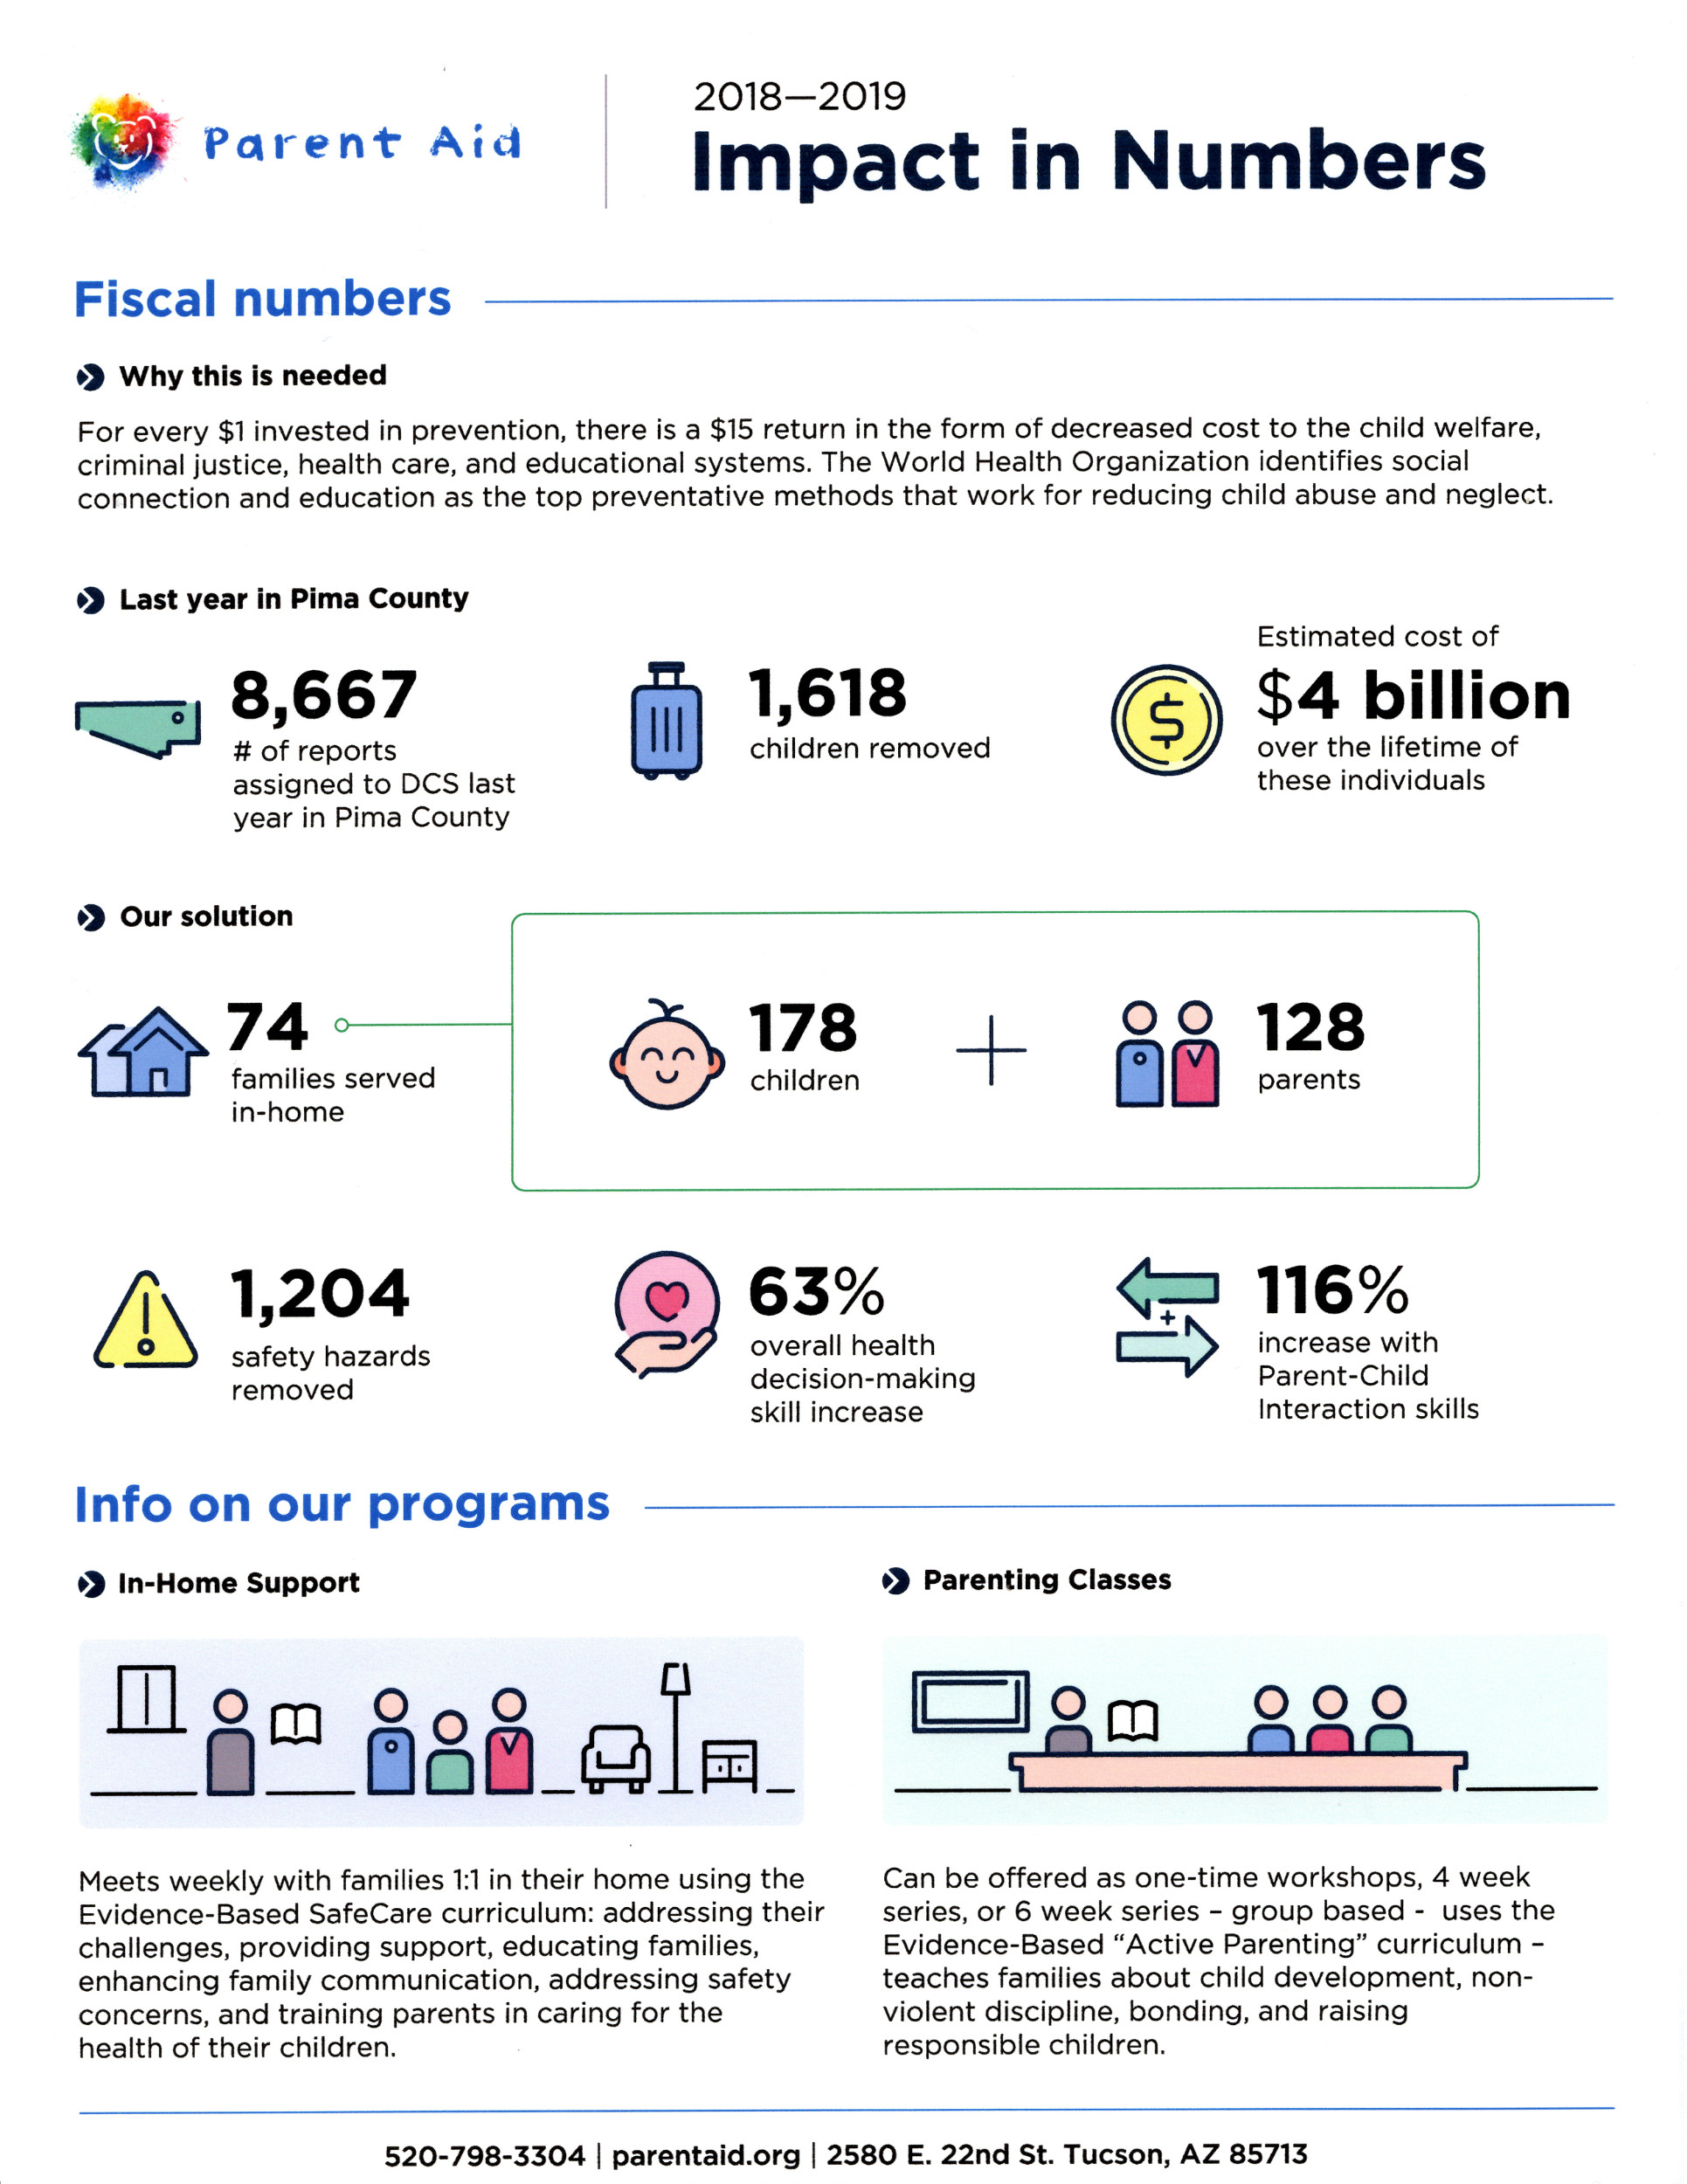 Parent Aid
2018—2019
Impact in Numbers
Fiscal numbers
Why this is needed
For every $1 invested in prevention, there is a $15 return in the form of decreased cost to the child welfare,
criminal justice, health care, and educational systems. The World Health Organization identifies social
connection and education as the top preventative methods that work for reducing child abuse and neglect.
Last year in Pima County
8,667
# of reports
assigned to DCS last
year in Pima County
1,618
children removed
Estimated cost of
$4 billion
over the lifetime of
these individuals
Our solution
74
families served
in-home
178
children
+
128
parents
1,204
safety hazards
removed
63%
overall health
decision-making
skill increase
116%
increase with
Parent-Child
Interaction skills
Info on our programs
In-Home Support
Meets weekly with families 1:1 in their home using the
Evidence-Based SafeCare curriculum: addressing their
challenges, providing support, educating families,
enhancing family communication, addressing safety
concerns, and training parents in caring for the
health of their children.
Parenting Classes
Can be offered as one-time workshops, 4 week
series, or 6 week series – group based - uses the
Evidence-Based “Active Parenting” curriculum –
teaches families about child development, non-
violent discipline, bonding, and raising
responsible children.
520-798-3304 | parentaid.org | 2580 E. 22nd St. Tucson, AZ 85713